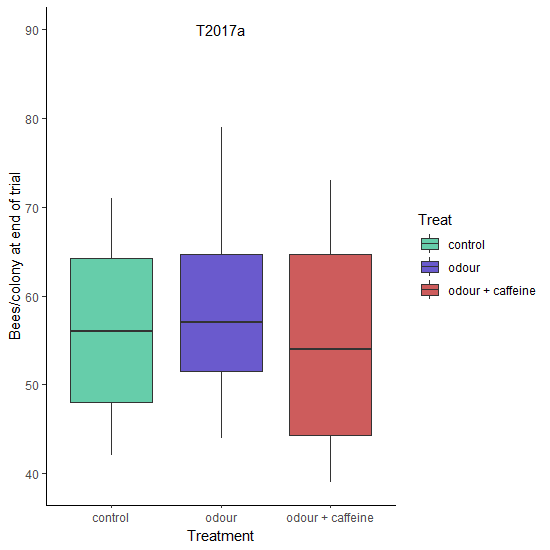 T2017a
Bees/colony at end of trial
90
80
70
60
50
40
control
odour
odour + caffeine
Treatment
Treat
control
odour
odour + caffeine